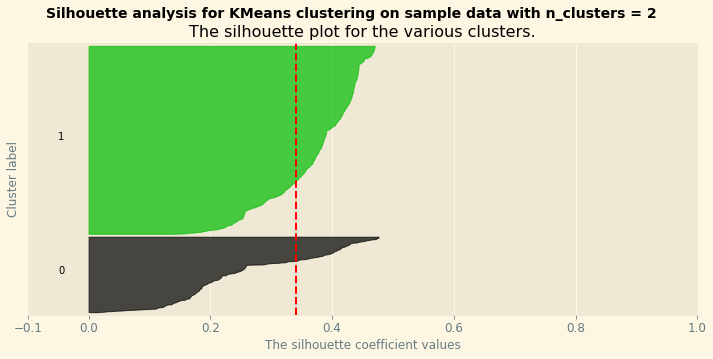 Silhouette analysis for KMeans clustering on sample data with n_clusters = 2
The silhouette plot for the various clusters.
Cluster label
1
0
−0.1 0.0 0.2 0.4 0.6 0.8 1.0
The silhouette coefficient values